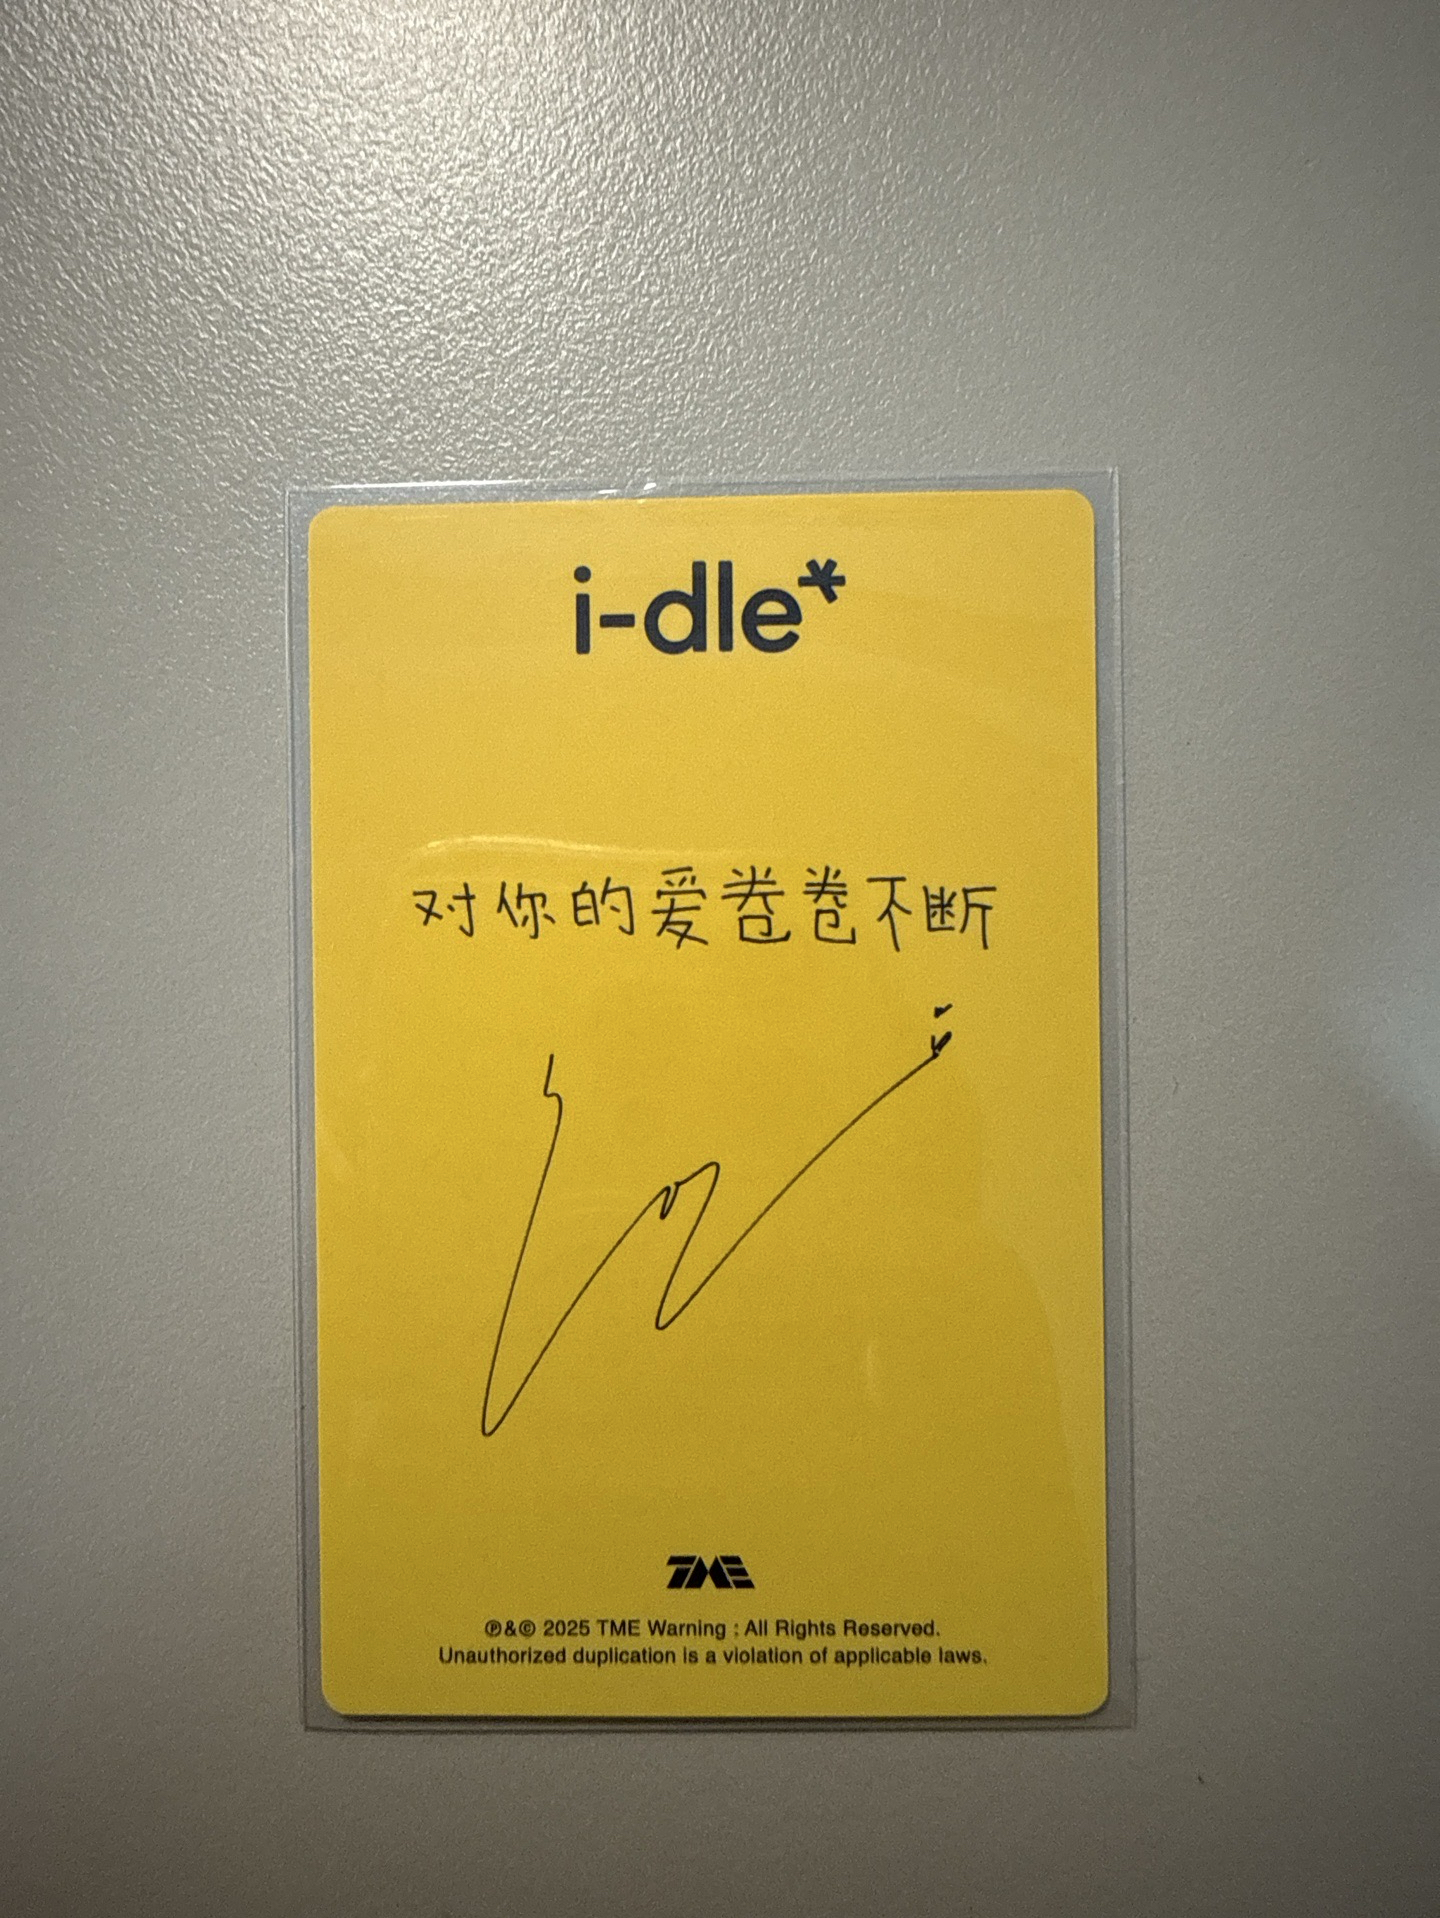 i-dle*
对你的爱卷卷不断
TME
℗&© 2025 TME Warning : All Rights Reserved.
Unauthorized duplication is a violation of applicable laws.